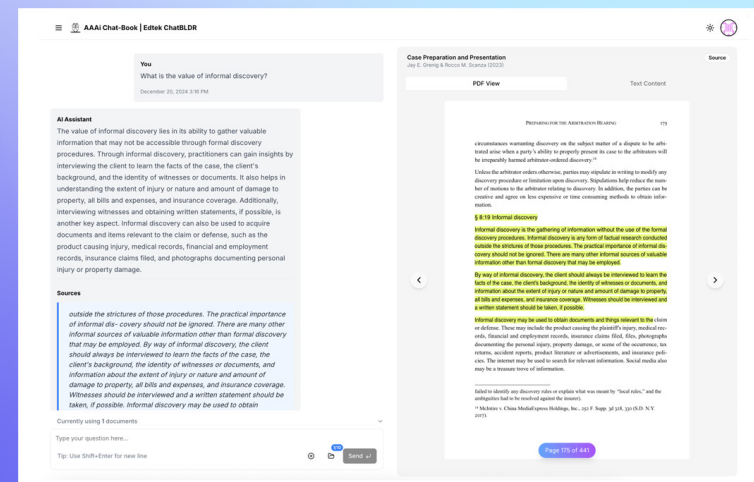 AAAi Chat-Book | Edtek ChatBLDR
You
What is the value of informal discovery?
December 20, 2024 3:16 PM
AI Assistant
The value of informal discovery lies in its ability to gather valuable
information that may not be accessible through formal discovery
procedures. Through informal discovery, practitioners can gain insights by
interviewing the client to learn the facts of the case, the client's
background, and the identity of witnesses or documents. It also helps in
understanding the extent of injury or nature and amount of damage to
property, all bills and expenses, and insurance coverage. Additionally,
interviewing witnesses and obtaining written statements, if possible, is
another key aspect. Informal discovery can also be used to acquire
documents and items relevant to the claim or defense, such as the
product causing injury, medical records, financial and employment
records, insurance claims filed, and photographs documenting personal
injury or property damage.
Sources
outside the strictures of those procedures. The practical importance
of informal dis- covery should not be ignored. There are many other
informal sources of valuable information other than formal discovery
that may be employed. By way of informal discovery, the client
should always be interviewed to learn the facts of the case, the
client's background, the identity of witnesses or documents, and
information about the extent of injury or nature and amount of
damage to property, all bills and expenses, and insurance coverage.
Witnesses should be interviewed and a written statement should be
taken, if possible. Informal discovery may be used to obtain
Currently using 1 documents
Type your question here...
Tip: Use Shift+Enter for new line
1/10
Send
Case Preparation and Presentation
Jay E. Grenig & Rocco M. Scanza (2023)
Source
PDF View
Text Content
PREPARING FOR THE ARBITRATION HEARING 173
circumstances warranting discovery on the subject matter of a dispute to be arbi-
trated arise when a party's ability to properly present its case to the arbitrators will
be irreparably harmed arbitrator-ordered discovery.¹⁸
Unless the arbitrator orders otherwise, parties may stipulate in writing to modify any
discovery procedure or limitation upon discovery. Stipulations help reduce the num-
ber of motions to the arbitrator relating to discovery. In addition, the parties can be
creative and agree on less expensive or time consuming methods to obtain infor-
mation.
§ 8:19 Informal discovery
Informal discovery is the gathering of information without the use of the formal
discovery procedures. Informal discovery is any form of factual research conducted
outside the strictures of those procedures. The practical importance of informal dis-
covery should not be ignored. There are many other informal sources of valuable
information other than formal discovery that may be employed.
By way of informal discovery, the client should always be interviewed to learn the
facts of the case, the client's background, the identity of witnesses or documents, and
information about the extent of injury or nature and amount of damage to property,
all bills and expenses, and insurance coverage. Witnesses should be interviewed and
a written statement should be taken, if possible.
Informal discovery may be used to obtain documents and things relevant to the claim
or defense. These may include the product causing the plaintiff's injury, medical rec-
ords, financial and employment records, insurance claims filed, files, photographs
documenting the personal injury, property damage, or scene of the occurrence, tax
returns, accident reports, product literature or advertisements, and insurance poli-
cies. The internet may be used to search for relevant information. Social media also
may be a treasure trove of information.
failed to identify any discovery rules or explain what was meant by "local rules," and the
ambiguities had to be resolved against the insurer).
¹⁸ McIntire v. China MediaExpress Holdings, Inc., 252 F. Supp. 3d 328, 330 (S.D. N.Y.
2017).
Page 175 of 441